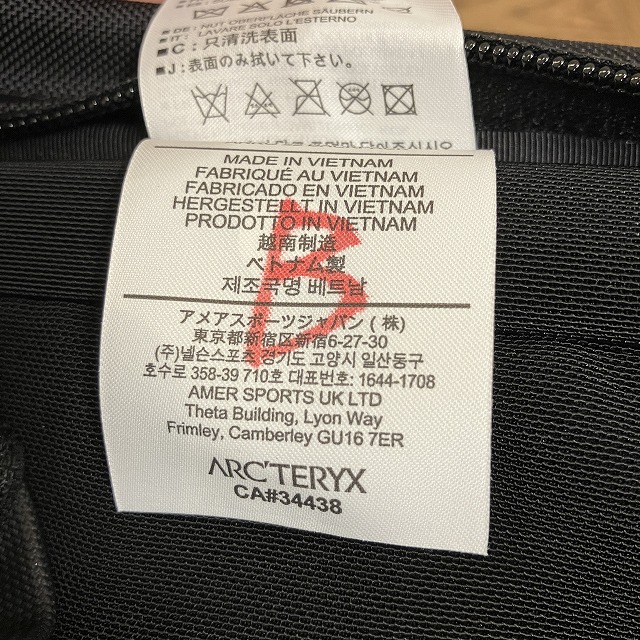 DE: NUT OBERFLÄCHE SÄUBERN
IT: LAVARE SOLO L'ESTERNO
C: 只清洗表面
J: 表面のみ拭いて下さい。
MADE IN VIETNAM
FABRIQUÉ AU VIETNAM
FABRICADO EN VIETNAM
HERGESTELLT IN VIETNAM
PRODOTTO IN VIETNAM
越南制造
ベトナム製
제조국명 베트남
B
アメアスポーツジャパン (株)
東京都新宿区新宿6-27-30
(주)넬슨스포츠 경기도 고양시 일산동구
호수로 358-39 710호 대표번호: 1644-1708
AMER SPORTS UK LTD
Theta Building, Lyon Way
Frimley, Camberley GU16 7ER
ARC'TERYX
CA#34438